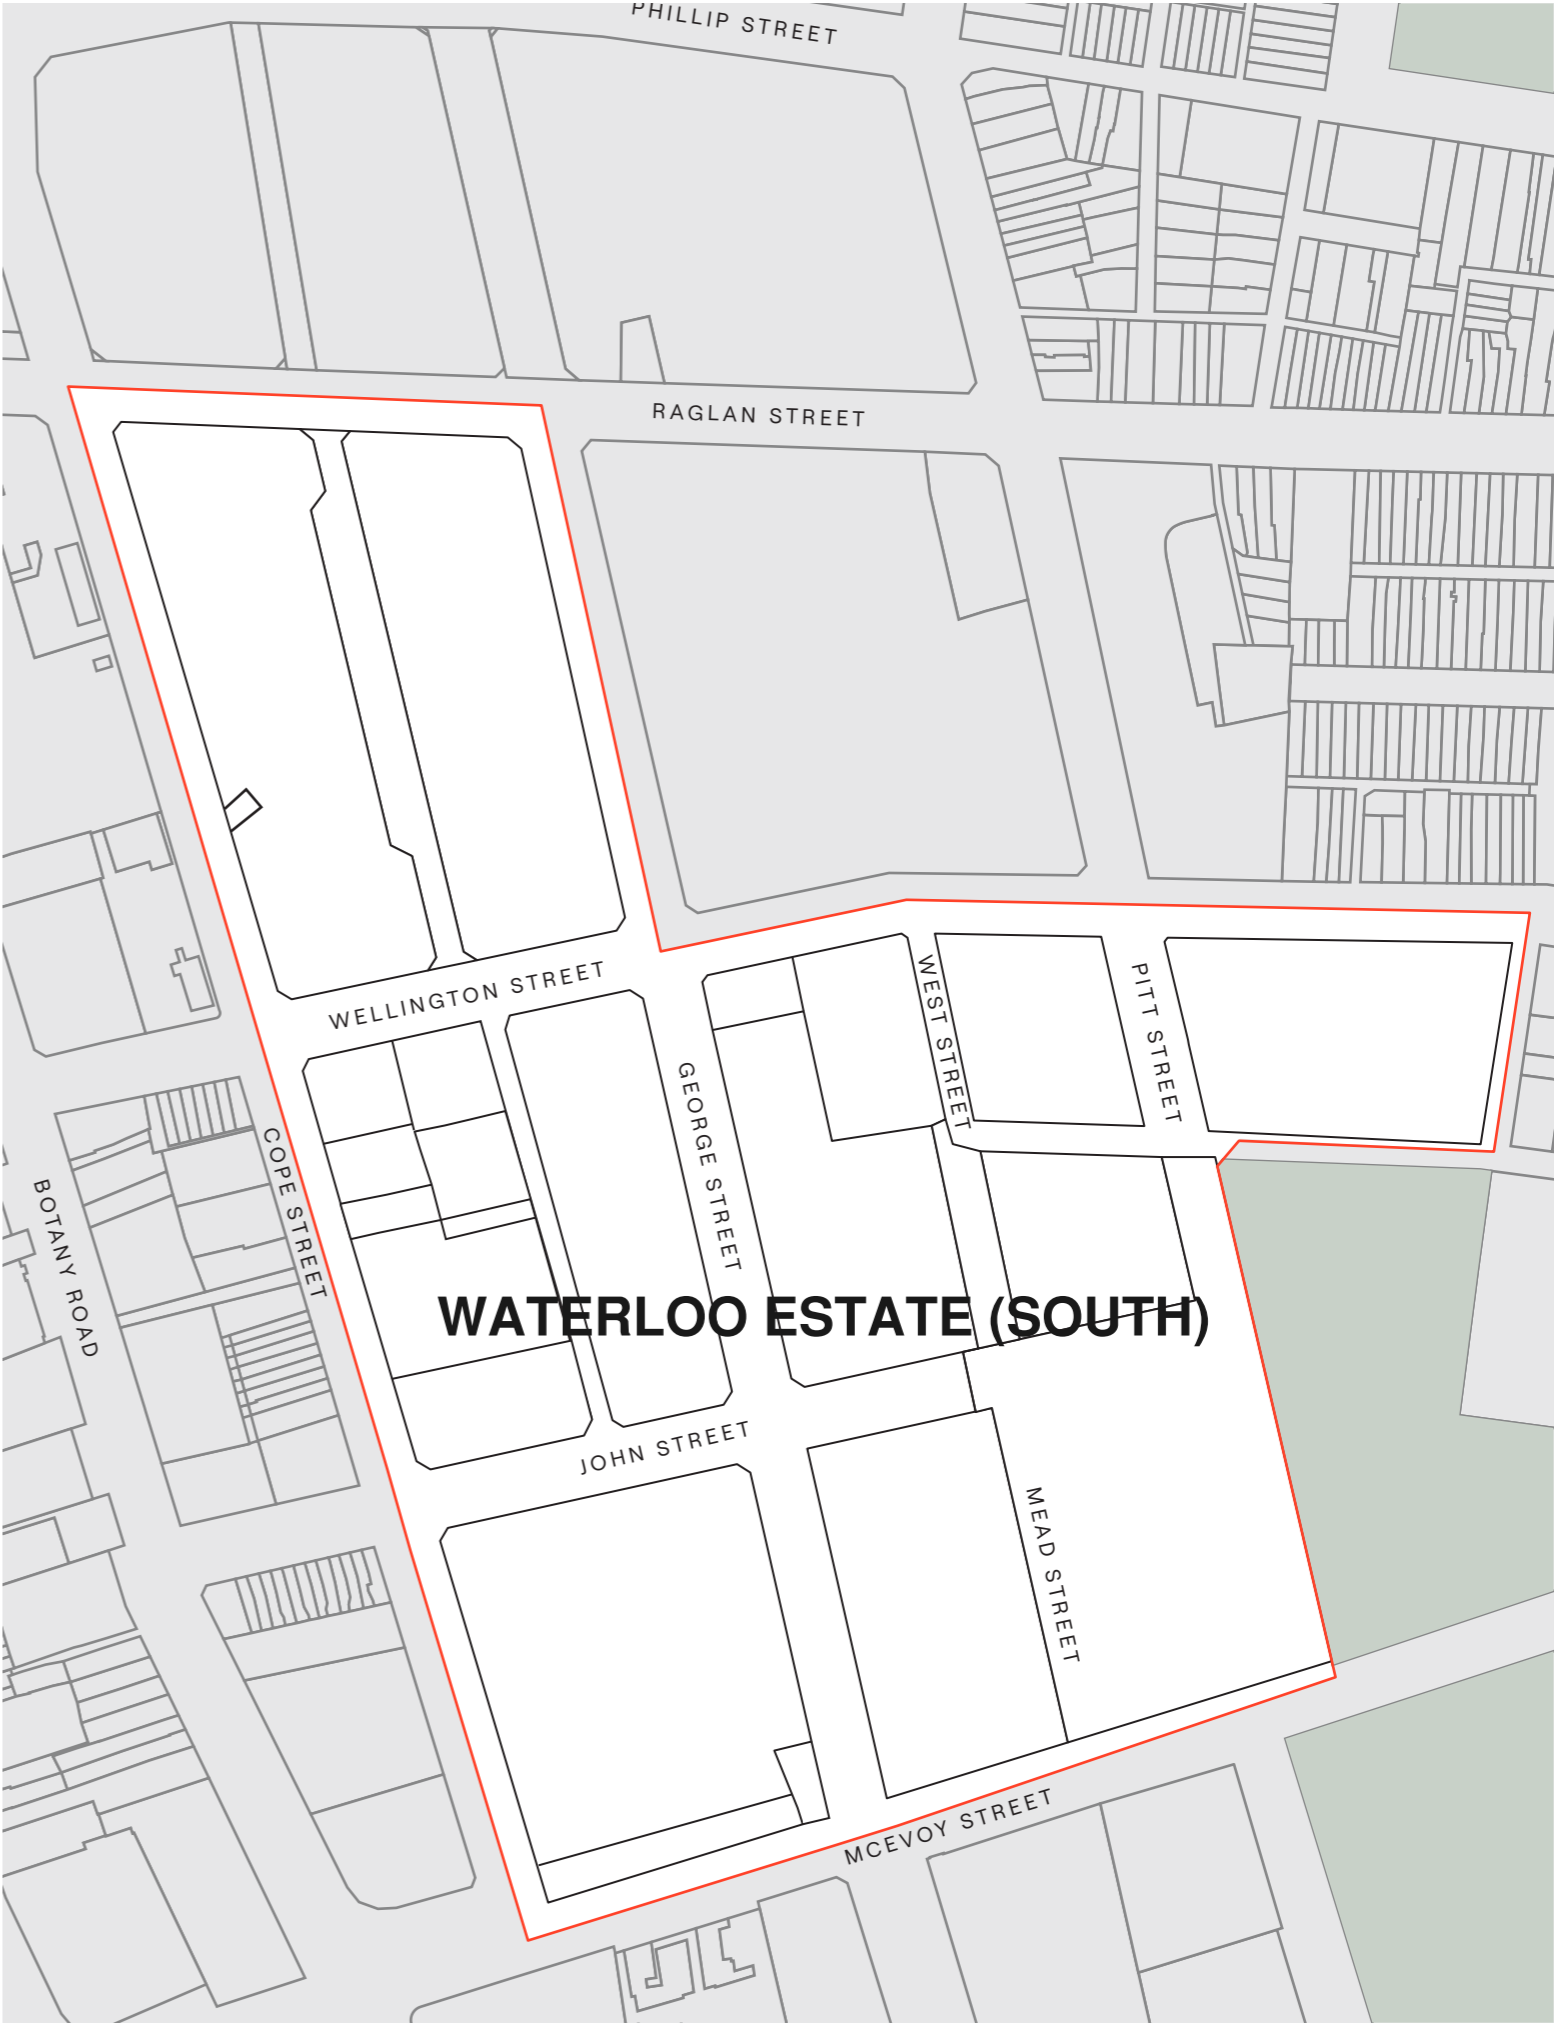 PHILLIP STREET
RAGLAN STREET
WELLINGTON STREET
WEST STREET
PITT STREET
GEORGE STREET
COPE STREET
BOTANY ROAD
WATERLOO ESTATE (SOUTH)
JOHN STREET
MEAD STREET
MCEVOY STREET